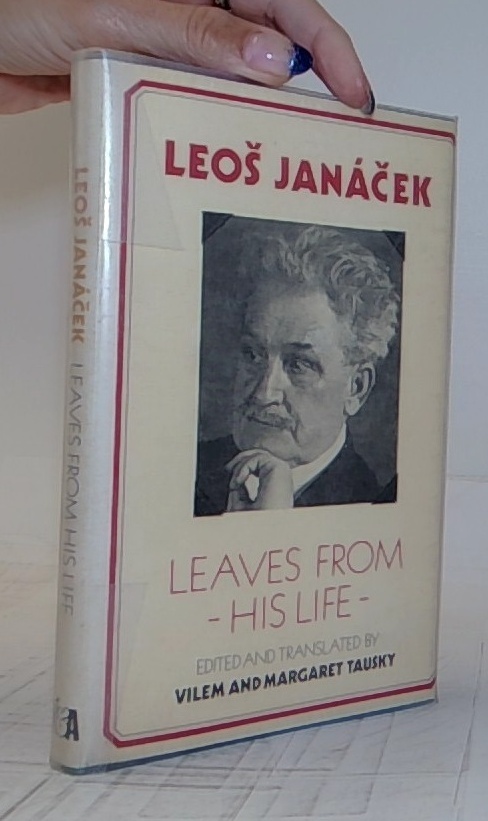 LEOŠ JANÁČEK
LEAVES FROM
- HIS LIFE -
EDITED AND TRANSLATED BY
VILEM AND MARGARET TAUSKY
LEOŠ JANÁČEK LEAVES FROM HIS LIFE